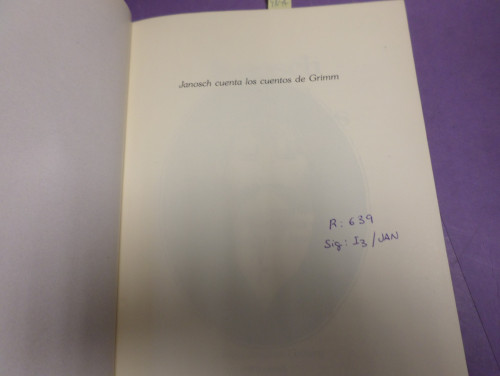 Janosch cuenta los cuentos de Grimm
R: 639
Sig: I3 / JAN